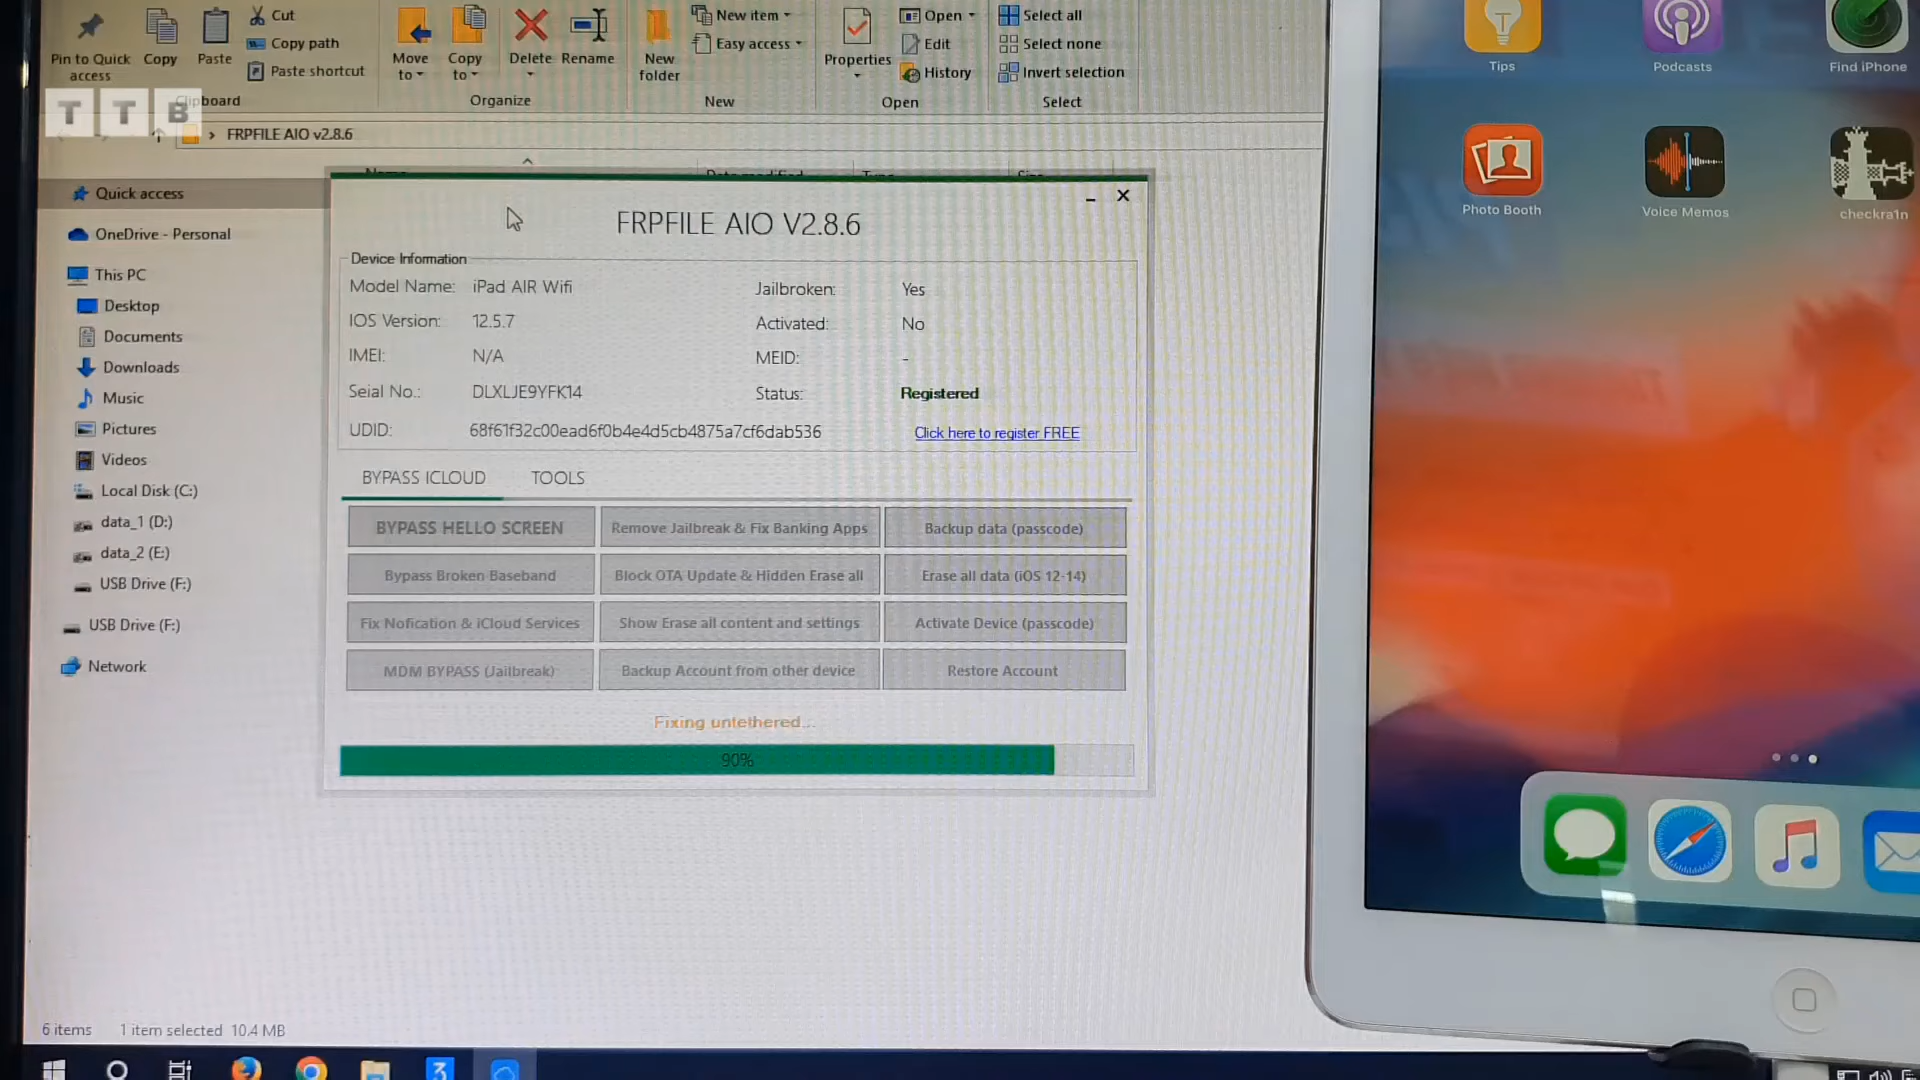 Cut
Copy path
Paste shortcut
Pin to Quick
access
Copy
Paste
Clipboard
Move
to
Copy
to
Delete
Rename
Organize
New
folder
New item
Easy access
New
Properties
Open
Edit
History
Open
Select all
Select none
Invert selection
Select
T T B
FRPFILE AIO v2.8.6
Quick access
OneDrive - Personal
This PC
Desktop
Documents
Downloads
Music
Pictures
Videos
Local Disk (C:)
data_1 (D:)
data_2 (E:)
USB Drive (F:)
USB Drive (F:)
Network
FRPFILE AIO V2.8.6
Device Information
Model Name: iPad AIR Wifi
IOS Version: 12.5.7
IMEI: N/A
Seial No.: DLXLJE9YFK14
UDID: 68f61f32c00ead6f0b4e4d5cb4875a7cf6dab536
Jailbroken: Yes
Activated: No
MEID: -
Status: Registered
Click here to register FREE
BYPASS ICLOUD TOOLS
BYPASS HELLO SCREEN Remove Jailbreak & Fix Banking Apps Backup data (passcode)
Bypass Broken Baseband Block OTA Update & Hidden Erase all Erase all data (iOS 12-14)
Fix Nofication & iCloud Services Show Erase all content and settings Activate Device (passcode)
MDM BYPASS (Jailbreak) Backup Account from other device Restore Account
Fixing untethered...
90%
6 items 1 item selected 10.4 MB
3
Tips Podcasts Find iPhone
Photo Booth Voice Memos checkra1n